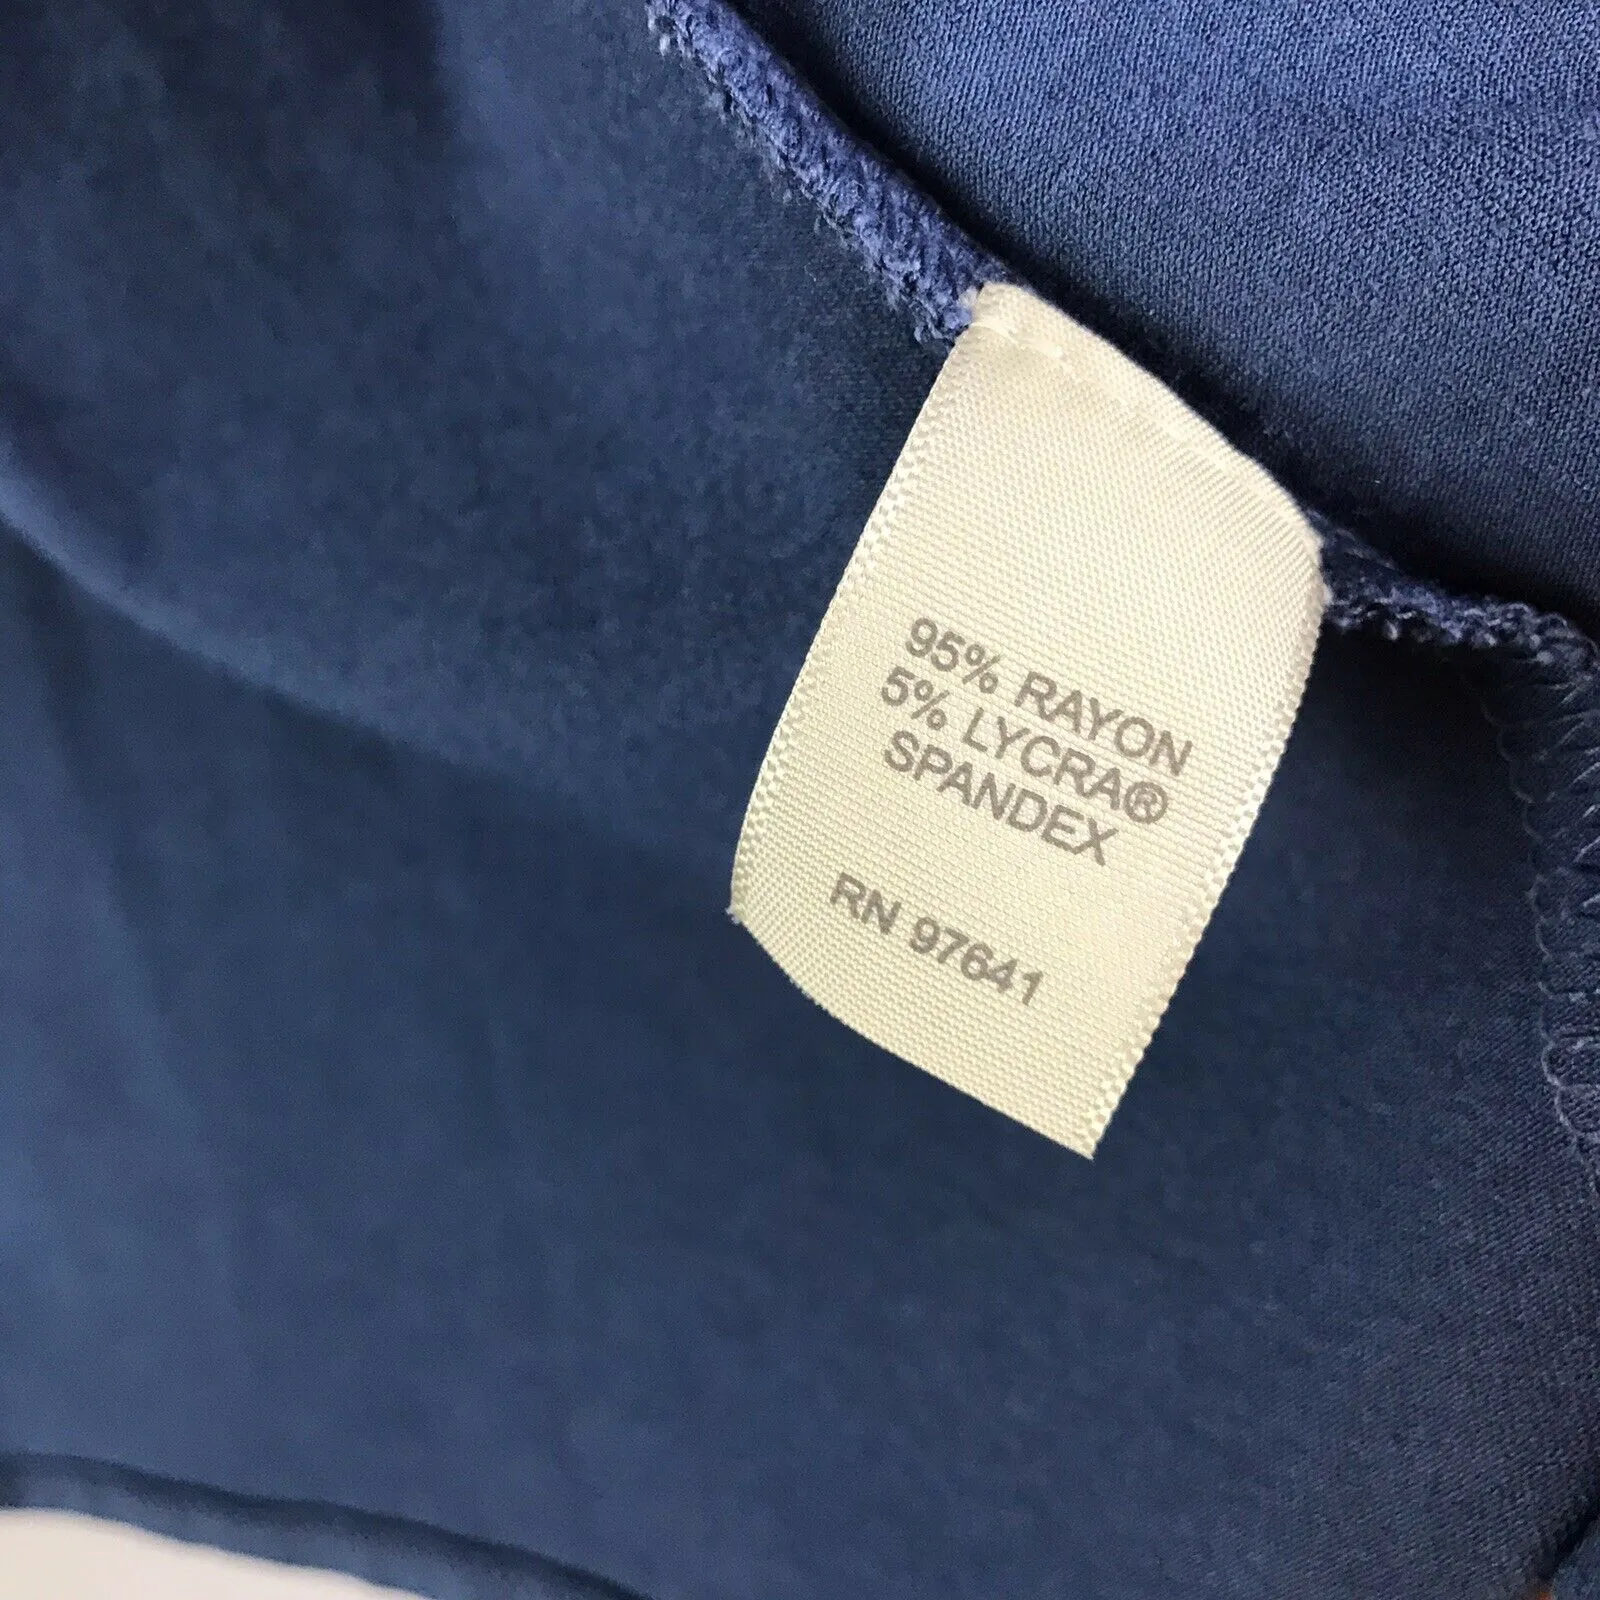 95% RAYON
5% LYCRA®
SPANDEX
RN 97641